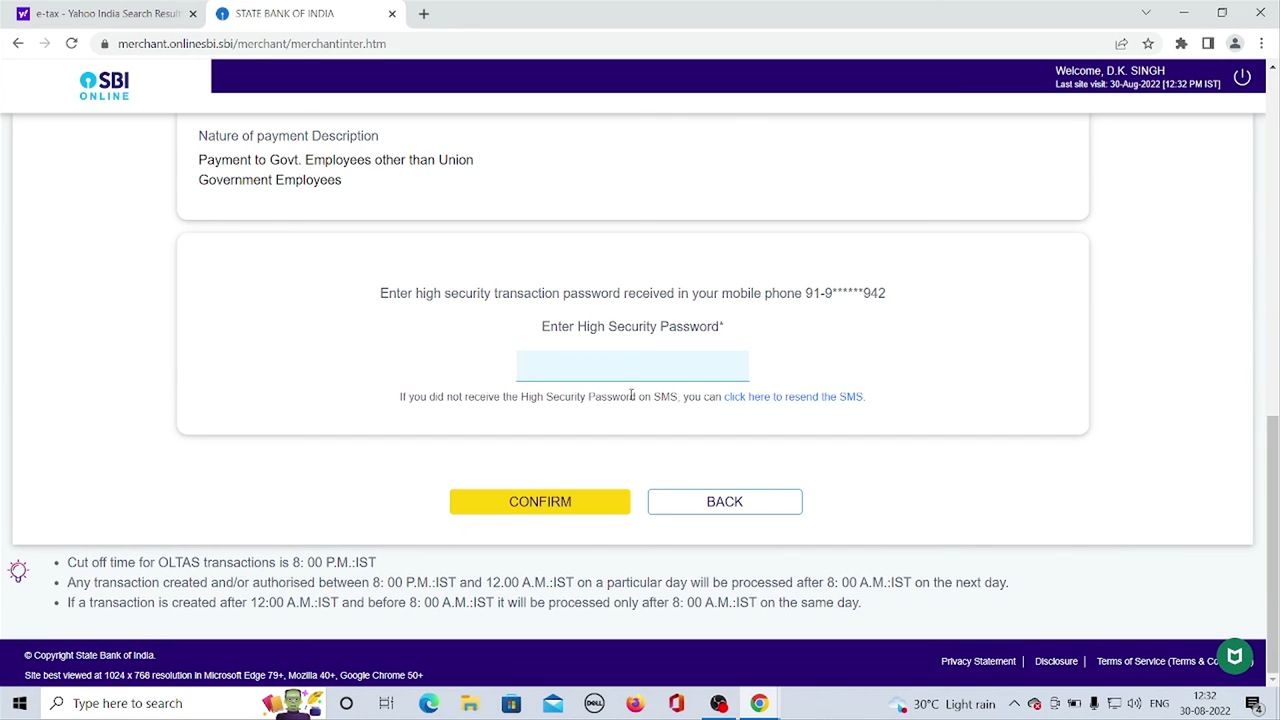 e-tax - Yahoo India Search Result
STATE BANK OF INDIA
merchant.onlinesbi.sbi/merchant/merchantinter.htm
SBI
ONLINE
Welcome, D.K. SINGH
Last site visit: 30-Aug-2022 [12:32 PM IST]
Nature of payment Description
Payment to Govt. Employees other than Union
Government Employees
Enter high security transaction password received in your mobile phone 91-9******942
Enter High Security Password*
If you did not receive the High Security Password on SMS, you can click here to resend the SMS.
CONFIRM
BACK
• Cut off time for OLTAS transactions is 8: 00 P.M.:IST
• Any transaction created and/or authorised between 8: 00 P.M.:IST and 12.00 A.M.:IST on a particular day will be processed after 8: 00 A.M.:IST on the next day.
• If a transaction is created after 12:00 A.M.:IST and before 8: 00 A.M.:IST it will be processed only after 8: 00 A.M.:IST on the same day.
© Copyright State Bank of India.
Privacy Statement | Disclosure | Terms of Service (Terms & Co
Site best viewed at 1024 x 768 resolution in Microsoft Edge 79+, Mozilla 40+, Google Chrome 50+
Type here to search
DELL
30°C Light rain
ENG
12:32
30-08-2022
4